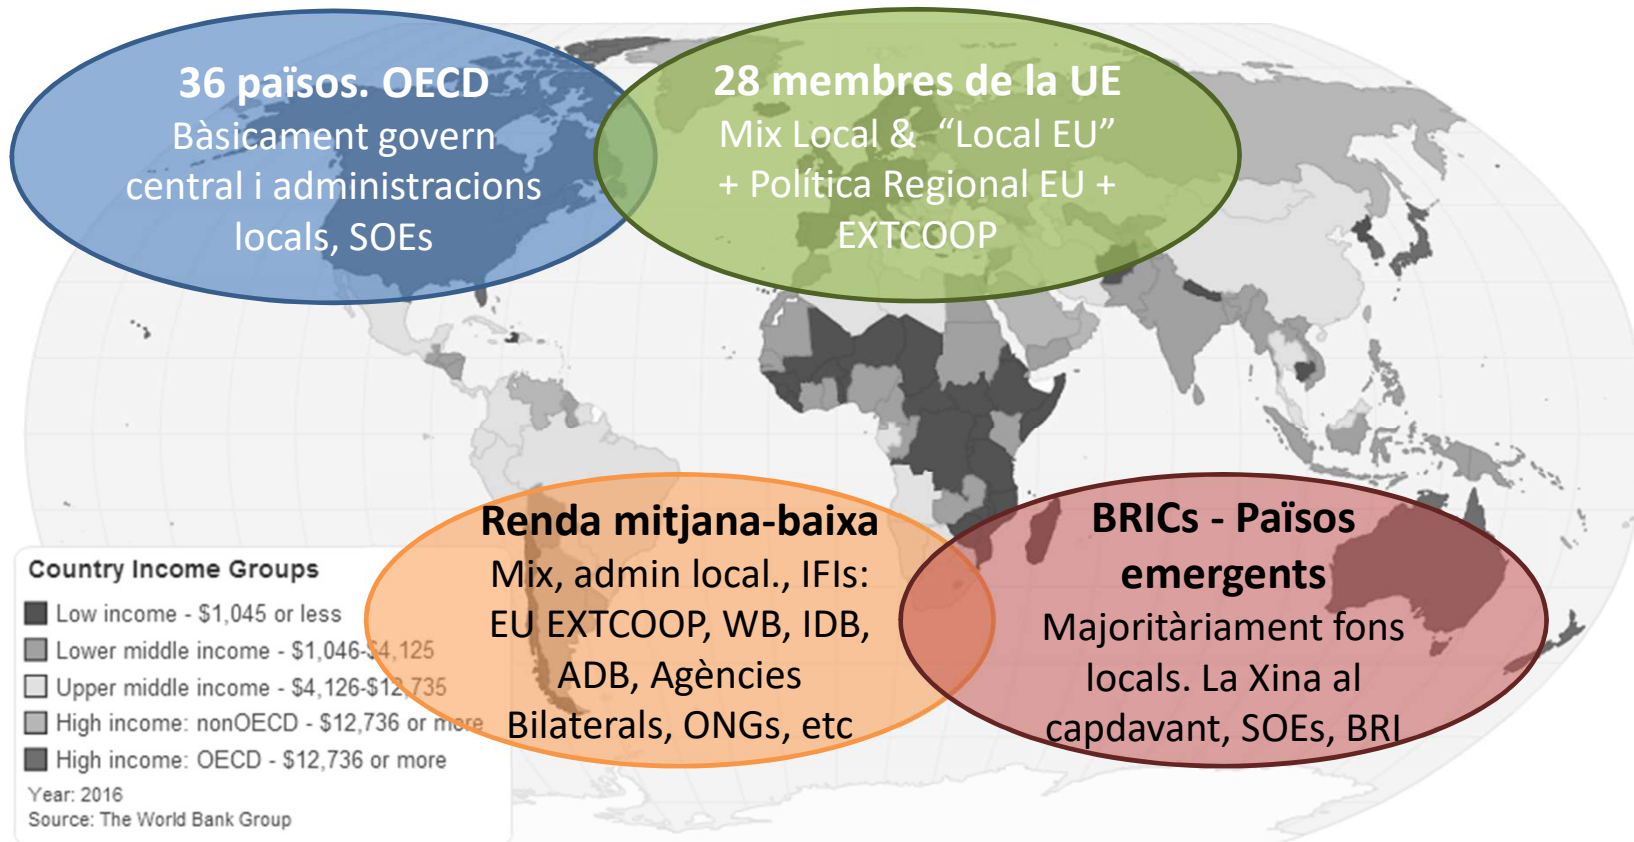 36 països. OECD
Bàsicament govern
central i administracions
locals, SOEs
28 membres de la UE
Mix Local & “Local EU”
+ Política Regional EU +
EXTCOOP
Renda mitjana-baixa
Mix, admin local., IFIs:
EU EXTCOOP, WB, IDB,
ADB, Agències
Bilaterals, ONGs, etc
BRICs - Països
emergents
Majoritàriament fons
locals. La Xina al
capdavant, SOEs, BRI
Country Income Groups
Low income - $1,045 or less
Lower middle income - $1,046-$4,125
Upper middle income - $4,126-$12,735
High income: nonOECD - $12,736 or more
High income: OECD - $12,736 or more
Year: 2016
Source: The World Bank Group